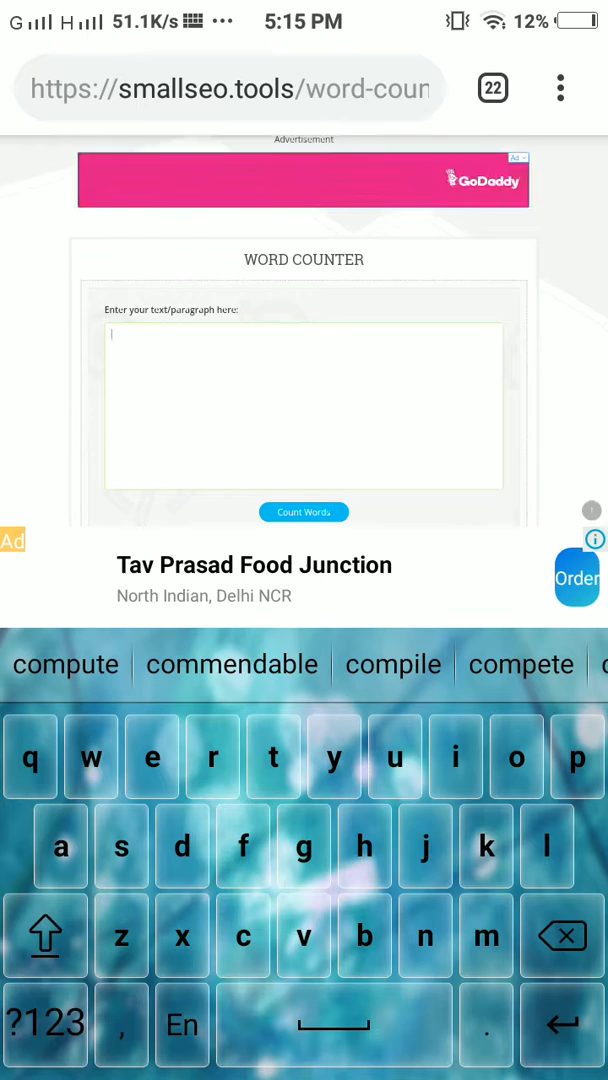 G H 51.1K/s ... 5:15 PM 12%
https://smallseo.tools/word-coun 22
Advertisement
Ad
GoDaddy
WORD COUNTER
Enter your text/paragraph here:
Count Words
Ad
Tav Prasad Food Junction
North Indian, Delhi NCR
Order
compute commendable compile compete
q w e r t y u i o p
a s d f g h j k l
z x c v b n m
?123 , En .